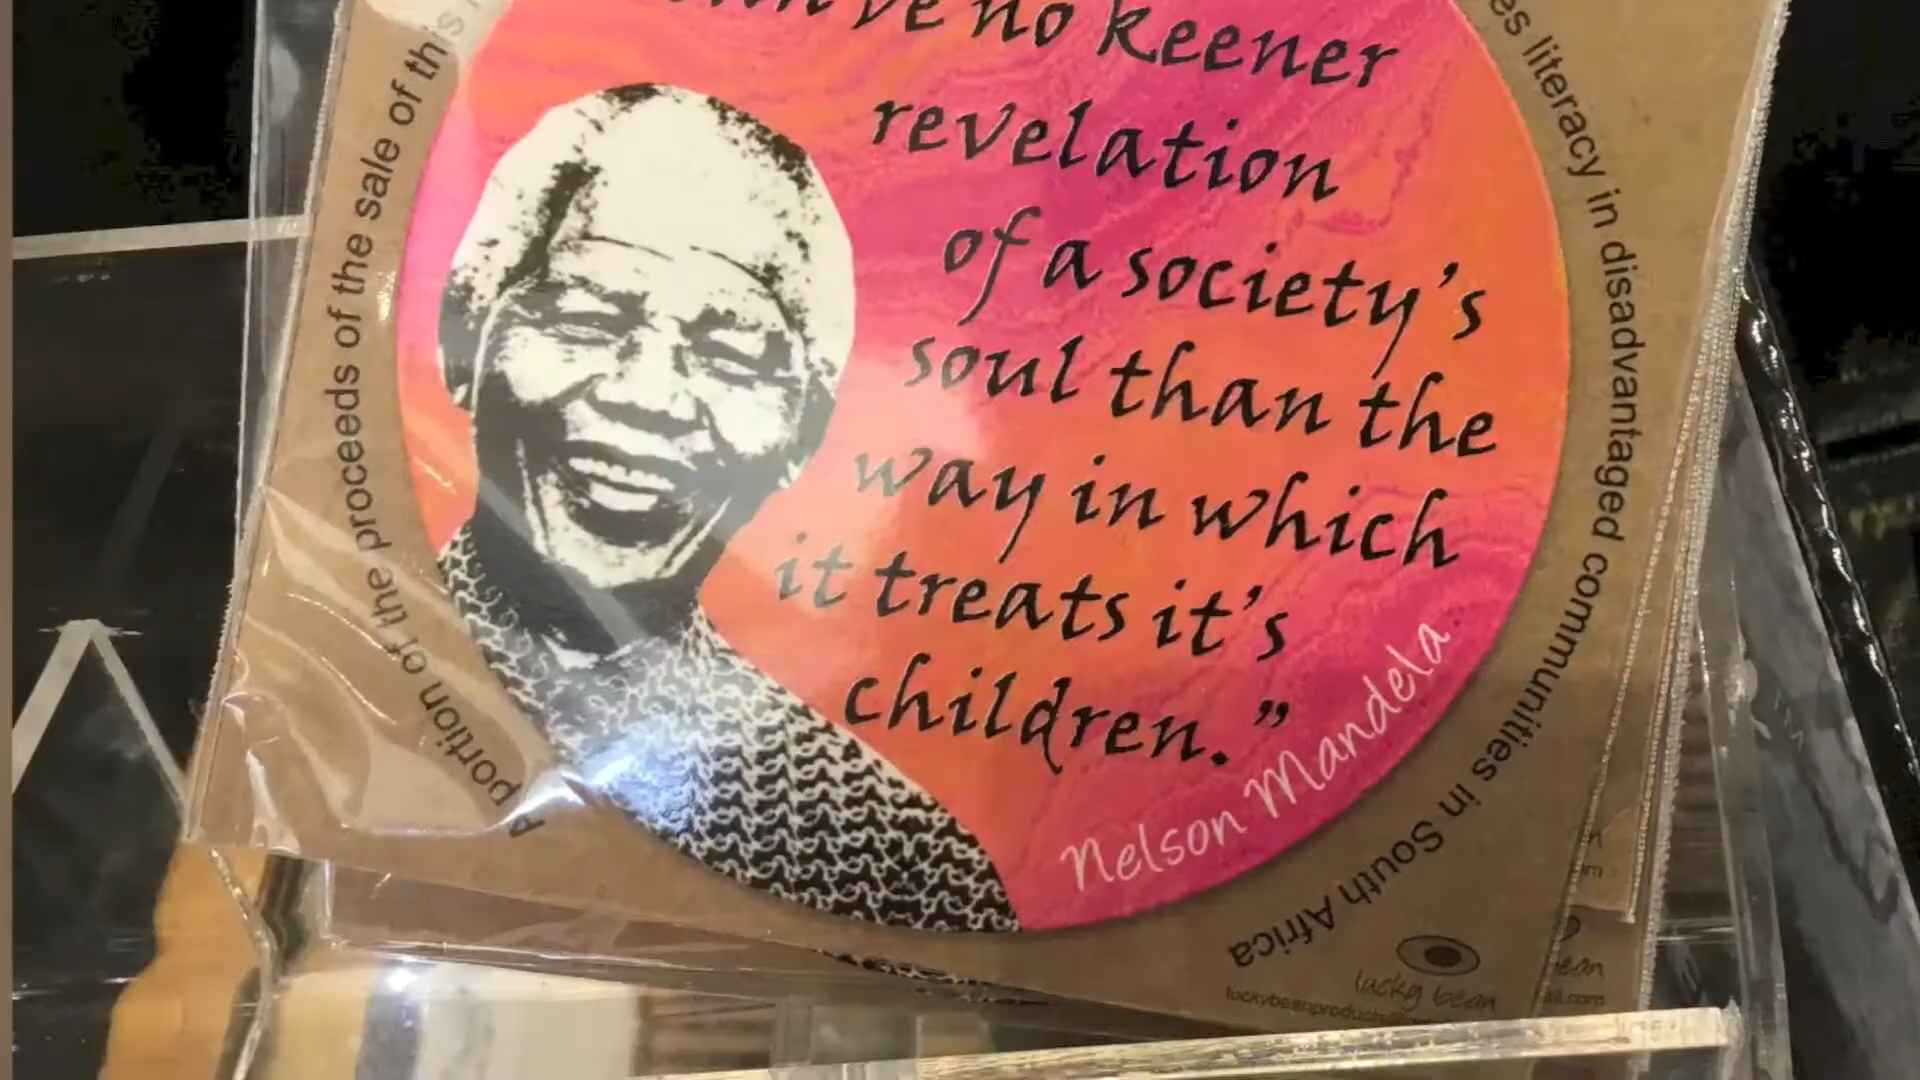 be no keener
revelation
of a society's
soul than the
way in which
it treats it's
children.”
Nelson Mandela
A portion of the proceeds of the sale of this
literacy in disadvantaged communities in South Africa
lucky bean